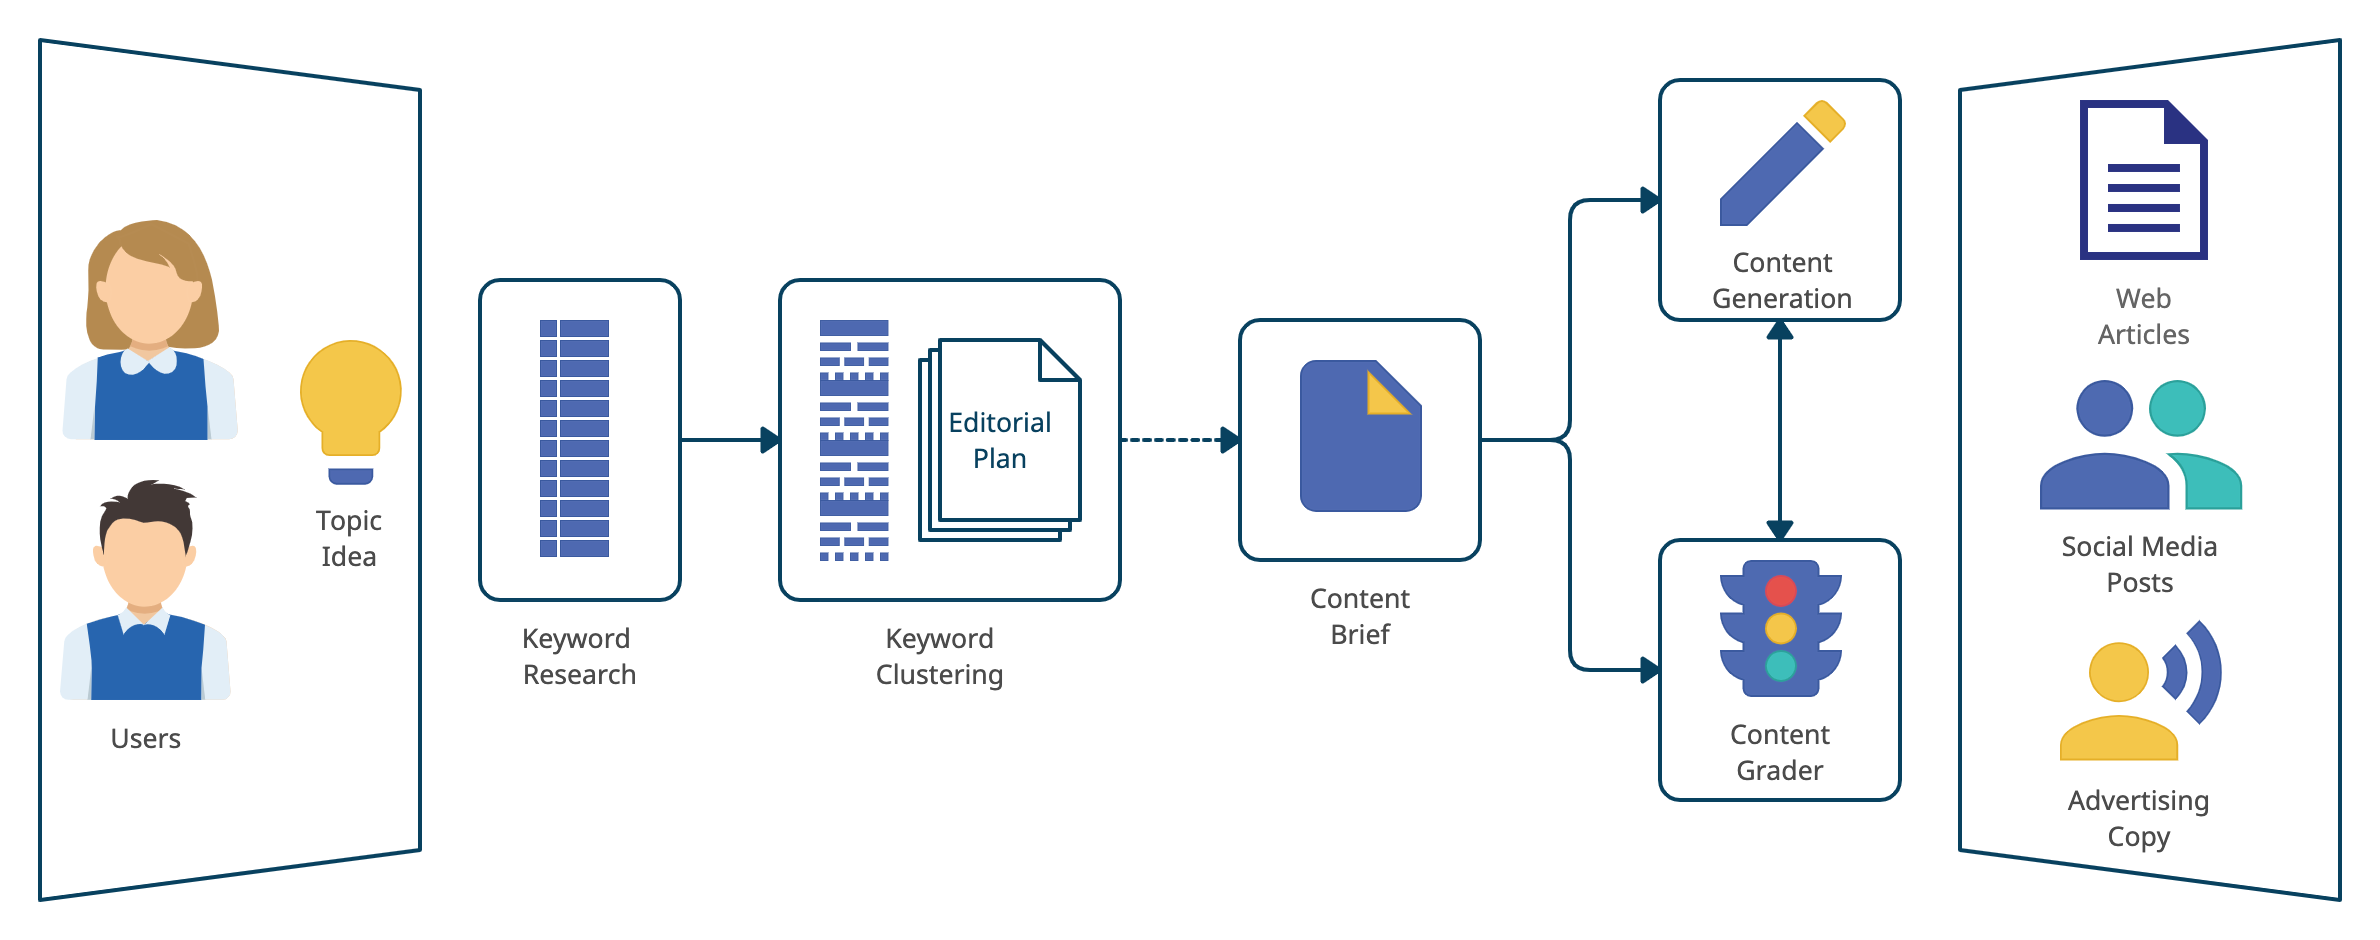 Users
Topic
Idea
Keyword
Research
Editorial
Plan
Keyword
Clustering
Content
Brief
Content
Generation
Content
Grader
Web
Articles
Social Media
Posts
Advertising
Copy